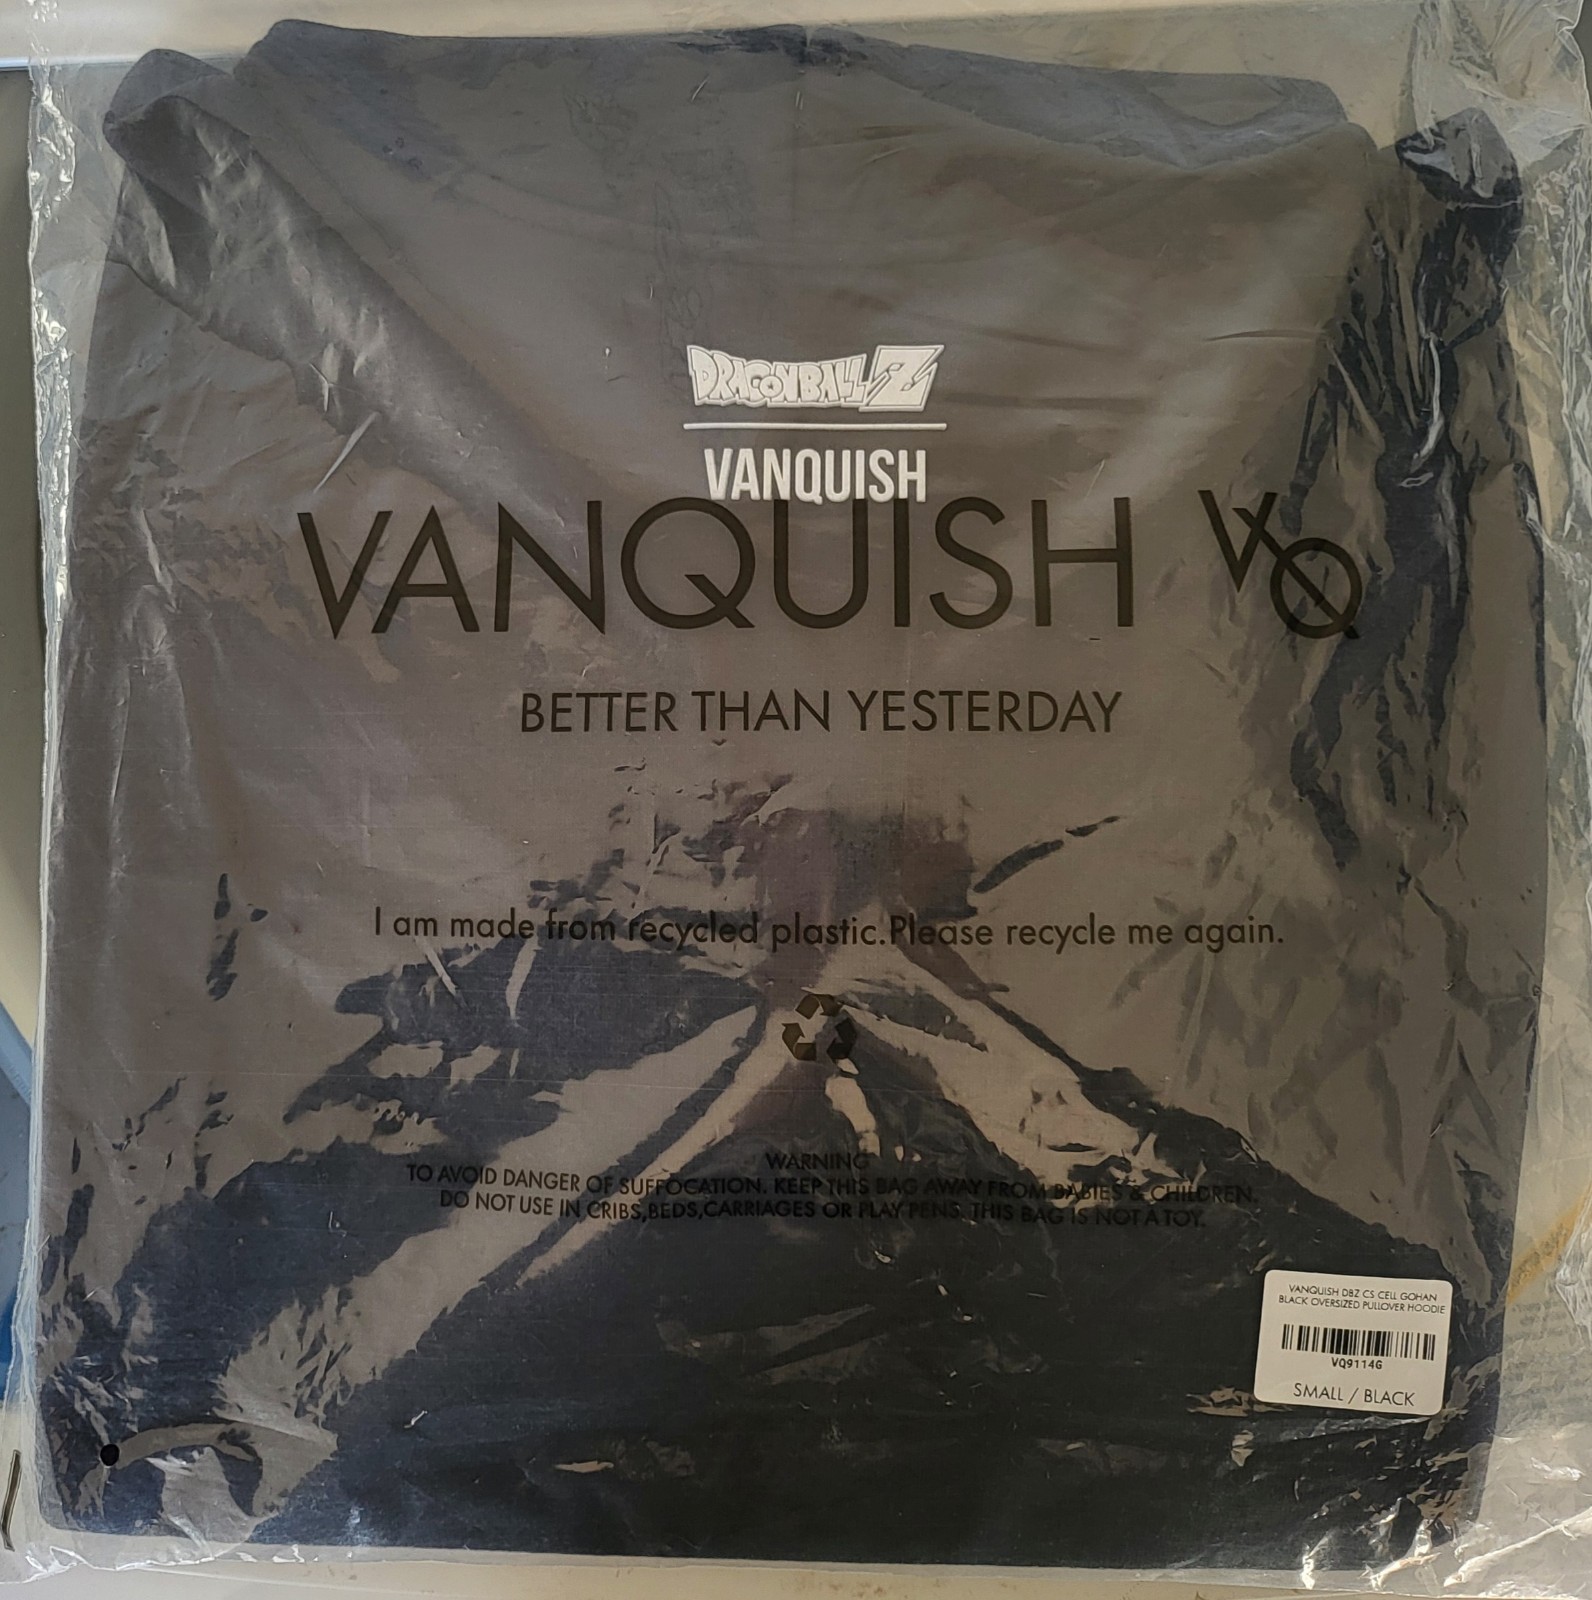 DRAGONBALL Z
VANQUISH
VANQUISH VQ
BETTER THAN YESTERDAY
I am made from recycled plastic.Please recycle me again.
WARNING
TO AVOID DANGER OF SUFFOCATION. KEEP THIS BAG AWAY FROM BABIES & CHILDREN.
DO NOT USE IN CRIBS,BEDS,CARRIAGES OR PLAY PENS. THIS BAG IS NOT A TOY.
VANQUISH DBZ CS CELL GOHAN
BLACK OVERSIZED PULLOVER HOODIE
VQ9114G
SMALL / BLACK